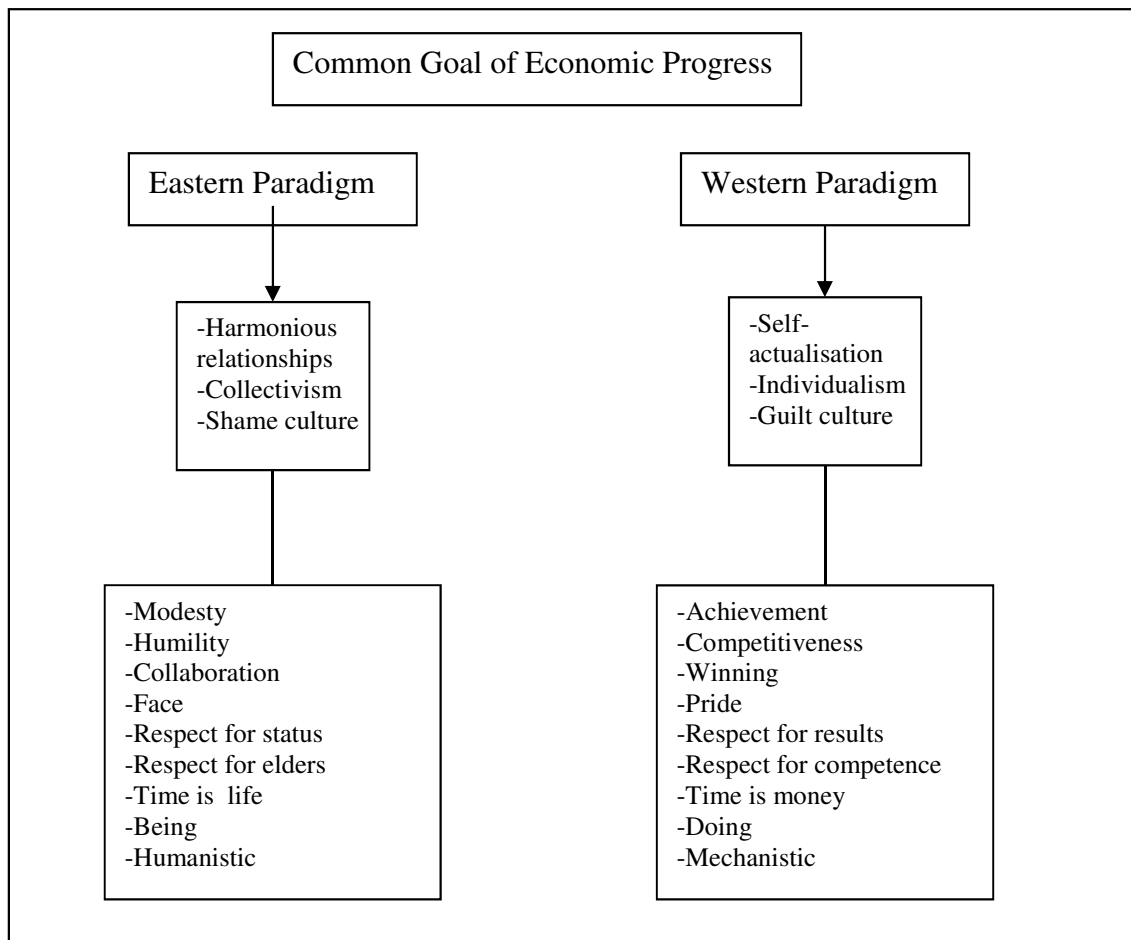 Common Goal of Economic Progress
Eastern Paradigm
Western Paradigm
-Harmonious
relationships
-Collectivism
-Shame culture
-Self-
actualisation
-Individualism
-Guilt culture
-Modesty
-Humility
-Collaboration
-Face
-Respect for status
-Respect for elders
-Time is  life
-Being
-Humanistic
-Achievement
-Competitiveness
-Winning
-Pride
-Respect for results
-Respect for competence
-Time is money
-Doing
-Mechanistic